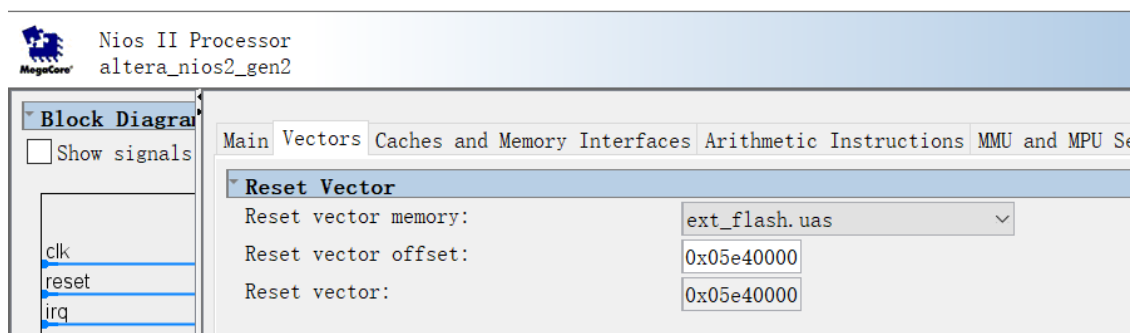 Nios II Processor
MegaCore' altera_nios2_gen2
Block Diagra
Show signals
Main Vectors Caches and Memory Interfaces Arithmetic Instructions MMU and MPU Se
Reset Vector
Reset vector memory: ext_flash.uas
clk Reset vector offset: 0x05e40000
reset Reset vector: 0x05e40000
irq